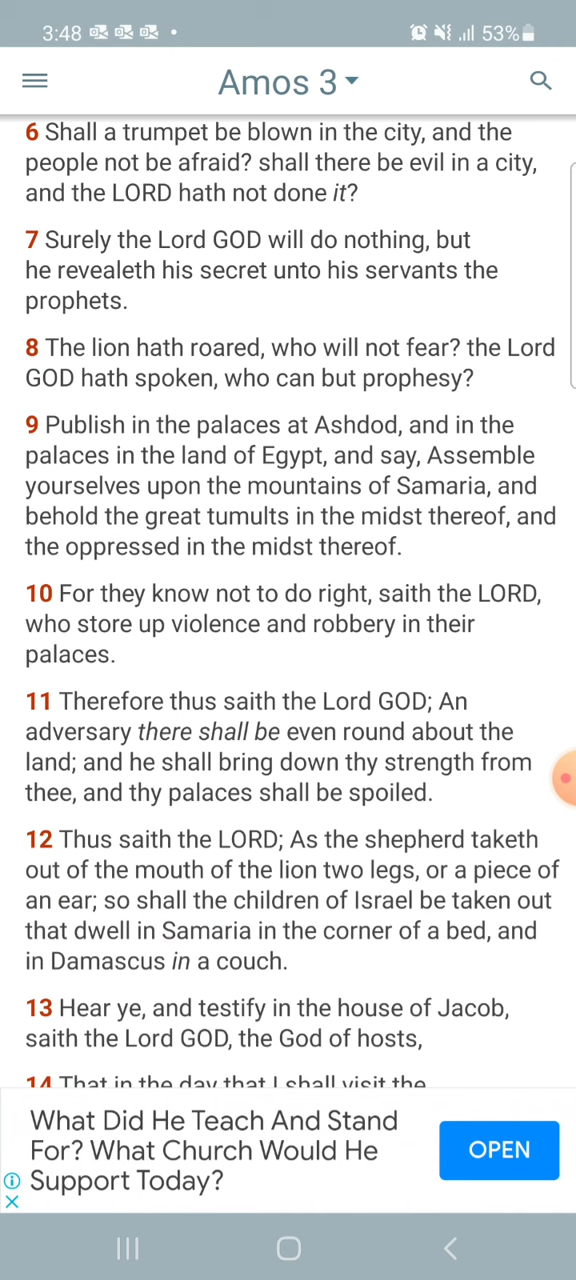 3:48
53%
Amos 3
6 Shall a trumpet be blown in the city, and the
people not be afraid? shall there be evil in a city,
and the LORD hath not done it?
7 Surely the Lord GOD will do nothing, but
he revealeth his secret unto his servants the
prophets.
8 The lion hath roared, who will not fear? the Lord
GOD hath spoken, who can but prophesy?
9 Publish in the palaces at Ashdod, and in the
palaces in the land of Egypt, and say, Assemble
yourselves upon the mountains of Samaria, and
behold the great tumults in the midst thereof, and
the oppressed in the midst thereof.
10 For they know not to do right, saith the LORD,
who store up violence and robbery in their
palaces.
11 Therefore thus saith the Lord GOD; An
adversary there shall be even round about the
land; and he shall bring down thy strength from
thee, and thy palaces shall be spoiled.
12 Thus saith the LORD; As the shepherd taketh
out of the mouth of the lion two legs, or a piece of
an ear; so shall the children of Israel be taken out
that dwell in Samaria in the corner of a bed, and
in Damascus in a couch.
13 Hear ye, and testify in the house of Jacob,
saith the Lord GOD, the God of hosts,
14 That in the day that I shall visit the
What Did He Teach And Stand
For? What Church Would He
Support Today?
OPEN